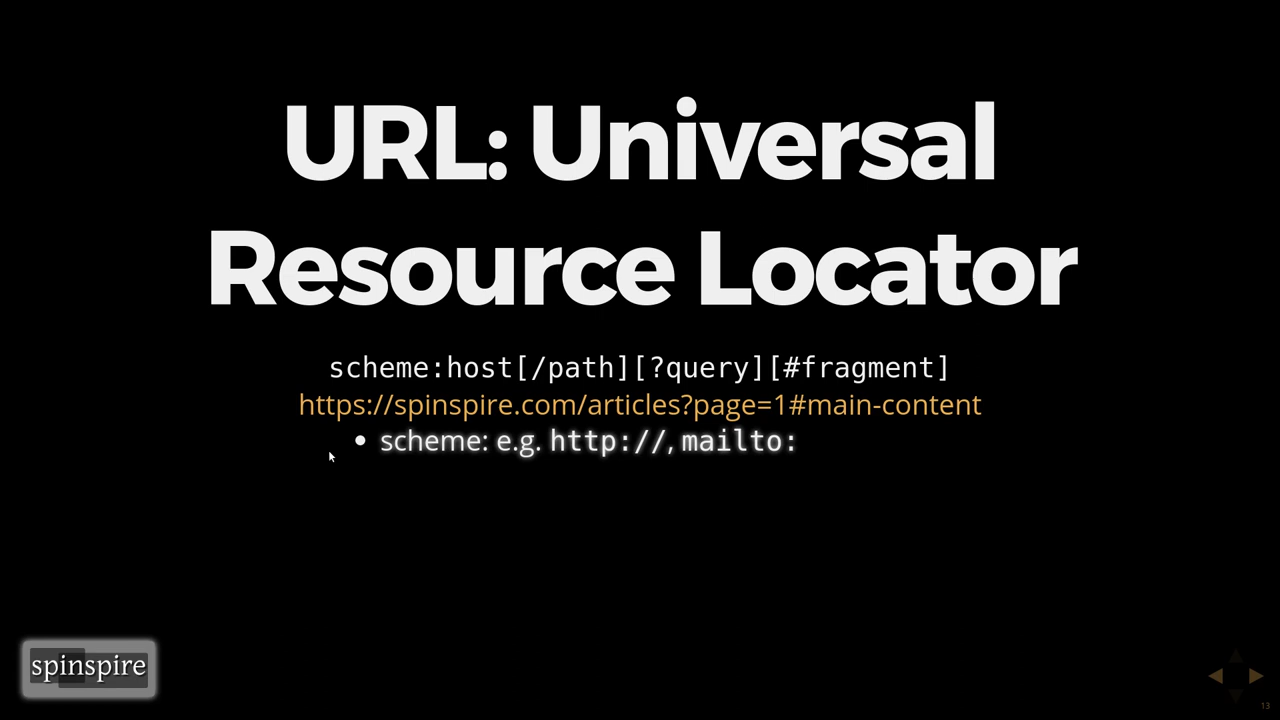 URL: Universal
Resource Locator
scheme:host[/path][?query][#fragment]
https://spinspire.com/articles?page=1#main-content
• scheme: e.g. http://, mailto:
spinspire
13